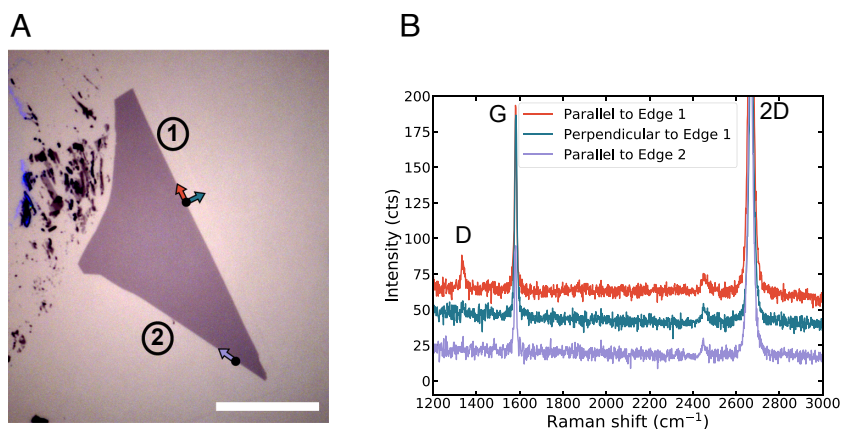 A
B
1
2
G
2D
D
Parallel to Edge 1
Perpendicular to Edge 1
Parallel to Edge 2
200
175
150
125
100
75
50
25
0
Intensity (cts)
1200 1400 1600 1800 2000 2200 2400 2600 2800 3000
Raman shift (cm⁻¹)